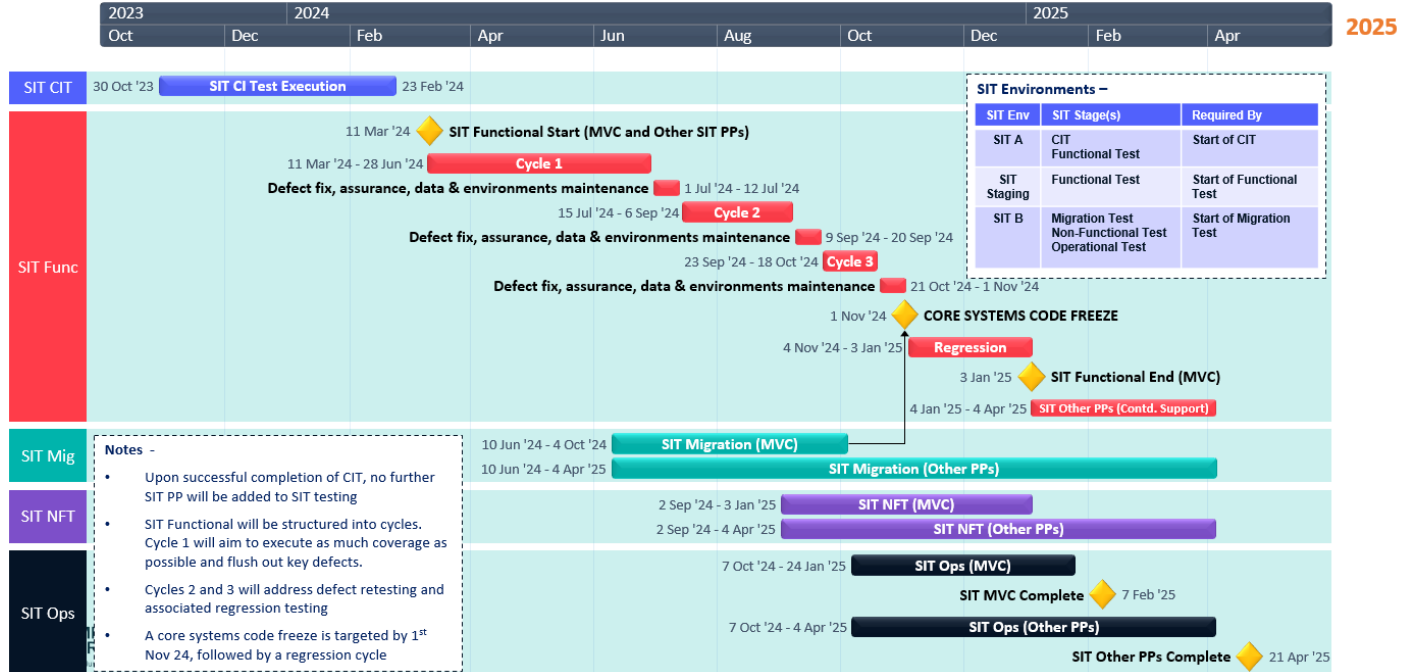 2023 2024 2025
Oct Dec Feb Apr Jun Aug Oct Dec Feb Apr
2025
SIT CIT
30 Oct '23 SIT CI Test Execution 23 Feb '24
SIT Func
11 Mar '24 SIT Functional Start (MVC and Other SIT PPs)
11 Mar '24 - 28 Jun '24 Cycle 1
Defect fix, assurance, data & environments maintenance 1 Jul '24 - 12 Jul '24
15 Jul '24 - 6 Sep '24 Cycle 2
Defect fix, assurance, data & environments maintenance 9 Sep '24 - 20 Sep '24
23 Sep '24 - 18 Oct '24 Cycle 3
Defect fix, assurance, data & environments maintenance 21 Oct '24 - 1 Nov '24
1 Nov '24 CORE SYSTEMS CODE FREEZE
4 Nov '24 - 3 Jan '25 Regression
3 Jan '25 SIT Functional End (MVC)
4 Jan '25 - 4 Apr '25 SIT Other PPs (Contd. Support)
SIT Environments –
SIT Env SIT Stage(s) Required By
SIT A CIT Start of CIT
Functional Test
SIT Functional Test Start of Functional
Staging Test
SIT B Migration Test Start of Migration
Non-Functional Test Test
Operational Test
SIT Mig
10 Jun '24 - 4 Oct '24 SIT Migration (MVC)
10 Jun '24 - 4 Apr '25 SIT Migration (Other PPs)
SIT NFT
2 Sep '24 - 3 Jan '25 SIT NFT (MVC)
2 Sep '24 - 4 Apr '25 SIT NFT (Other PPs)
SIT Ops
7 Oct '24 - 24 Jan '25 SIT Ops (MVC)
SIT MVC Complete 7 Feb '25
7 Oct '24 - 4 Apr '25 SIT Ops (Other PPs)
SIT Other PPs Complete 21 Apr '25
Notes -
• Upon successful completion of CIT, no further
SIT PP will be added to SIT testing
• SIT Functional will be structured into cycles.
Cycle 1 will aim to execute as much coverage as
possible and flush out key defects.
• Cycles 2 and 3 will address defect retesting and
associated regression testing
• A core systems code freeze is targeted by 1st
Nov 24, followed by a regression cycle